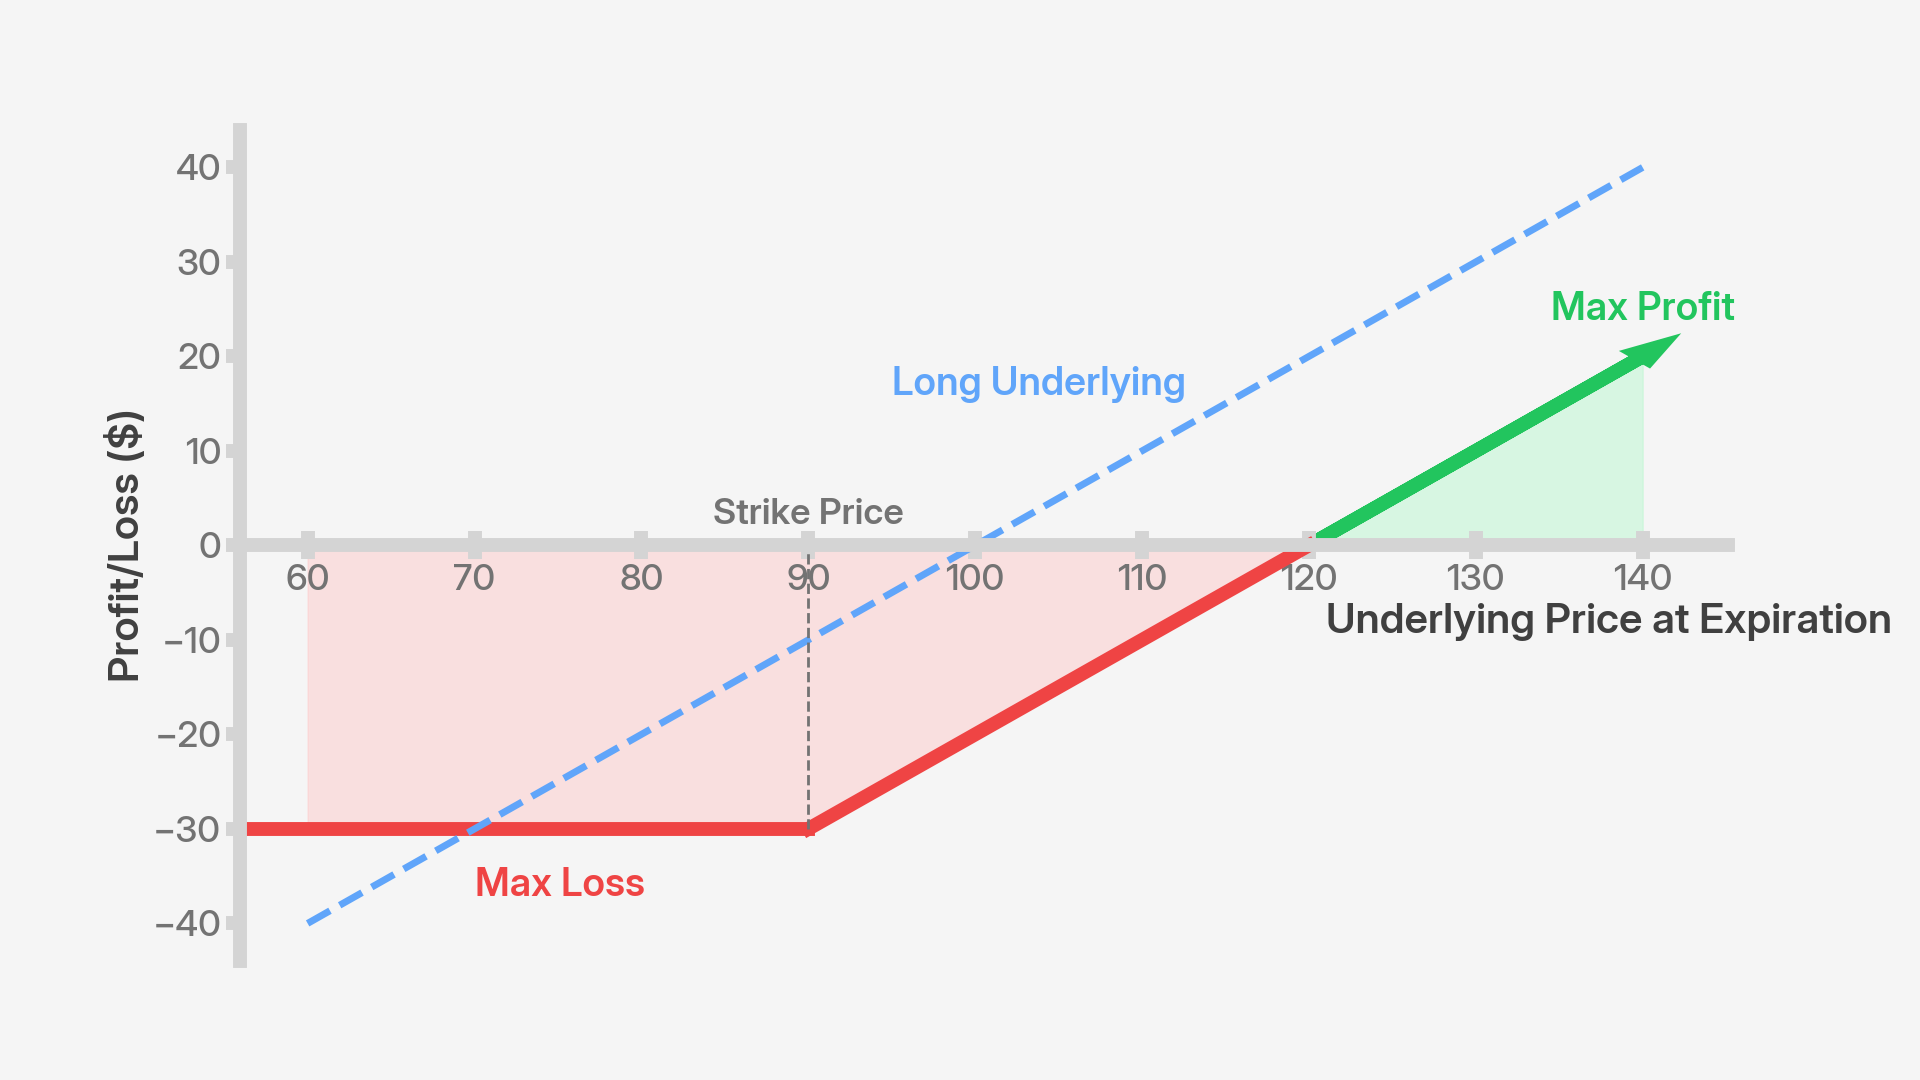 Profit/Loss ($)
40
30
20
10
0
−10
−20
−30
−40
Max Profit
Long Underlying
Strike Price
60 70 80 90 100 110 120 130 140
Underlying Price at Expiration
Max Loss